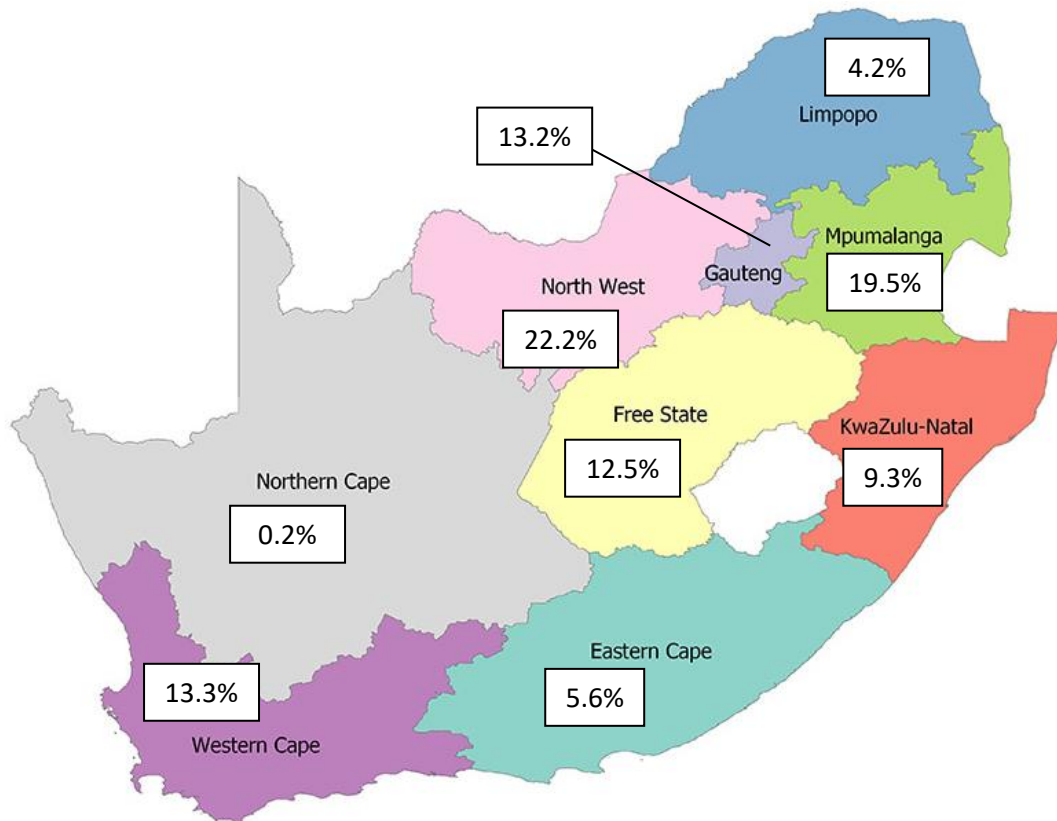 4.2%
Limpopo
13.2%
Mpumalanga
Gauteng
19.5%
North West
22.2%
Free State
KwaZulu-Natal
12.5%
9.3%
Northern Cape
0.2%
Eastern Cape
13.3%
5.6%
Western Cape